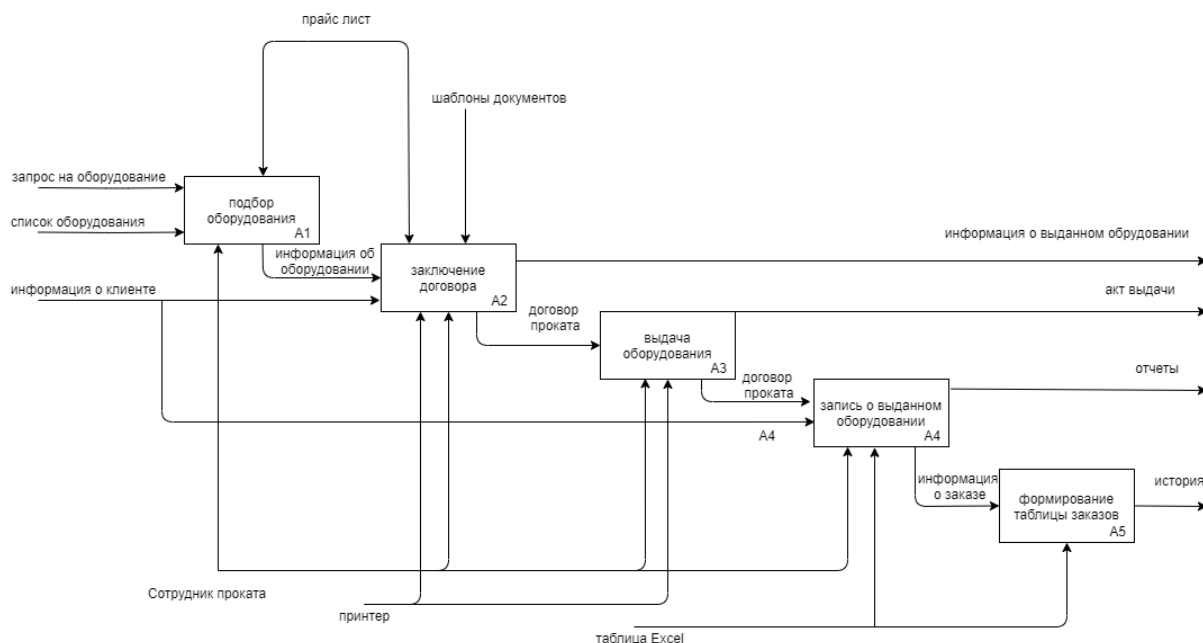 прайс лист
шаблоны документов
запрос на оборудование
подбор
оборудования
A1
список оборудования
информация об
оборудовании
информация о выданном обрудовании
заключение
договора
A2
информация о клиенте
акт выдачи
договор
проката
выдача
оборудования
A3
отчеты
договор
проката
запись о выданном
оборудовании
A4
A4
информация
о заказе
история
формирование
таблицы заказов
A5
Сотрудник проката
принтер
таблица Excel